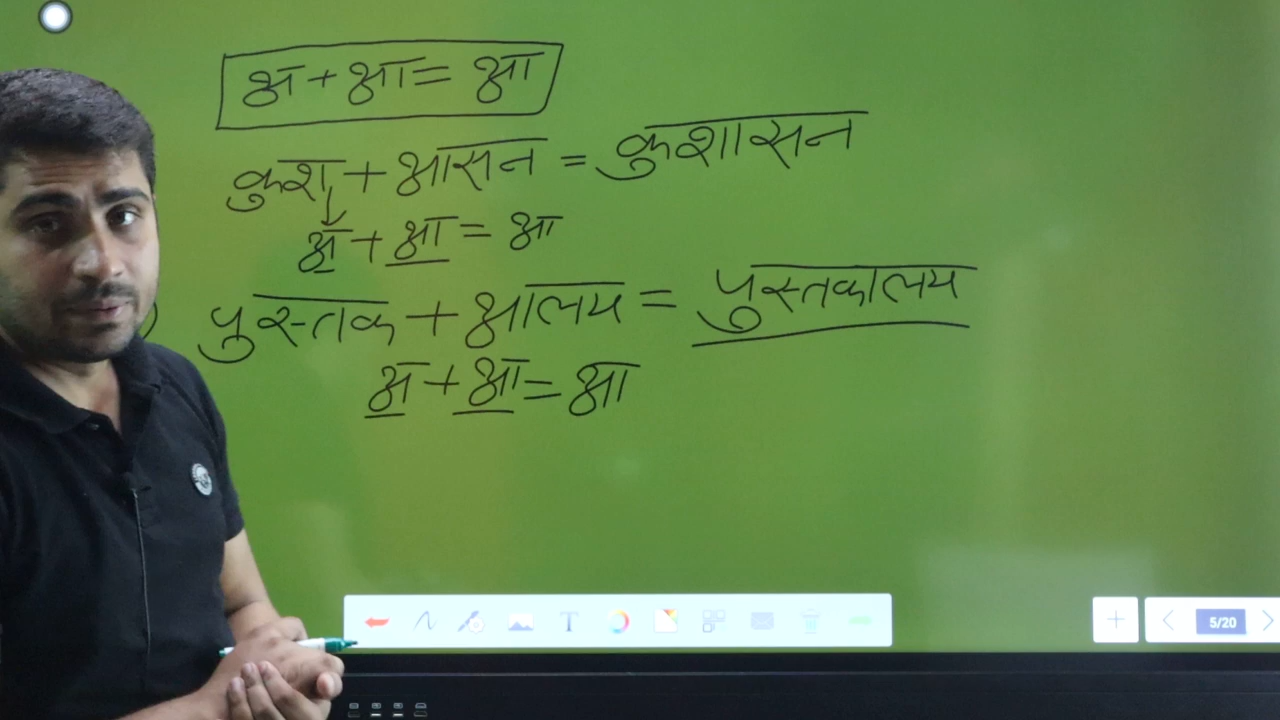 अ + आ = आ
कुश + आसन = कुशासन
अ + आ = आ
पुस्तक + आलय = पुस्तकालय
अ + आ = आ
T
5/20